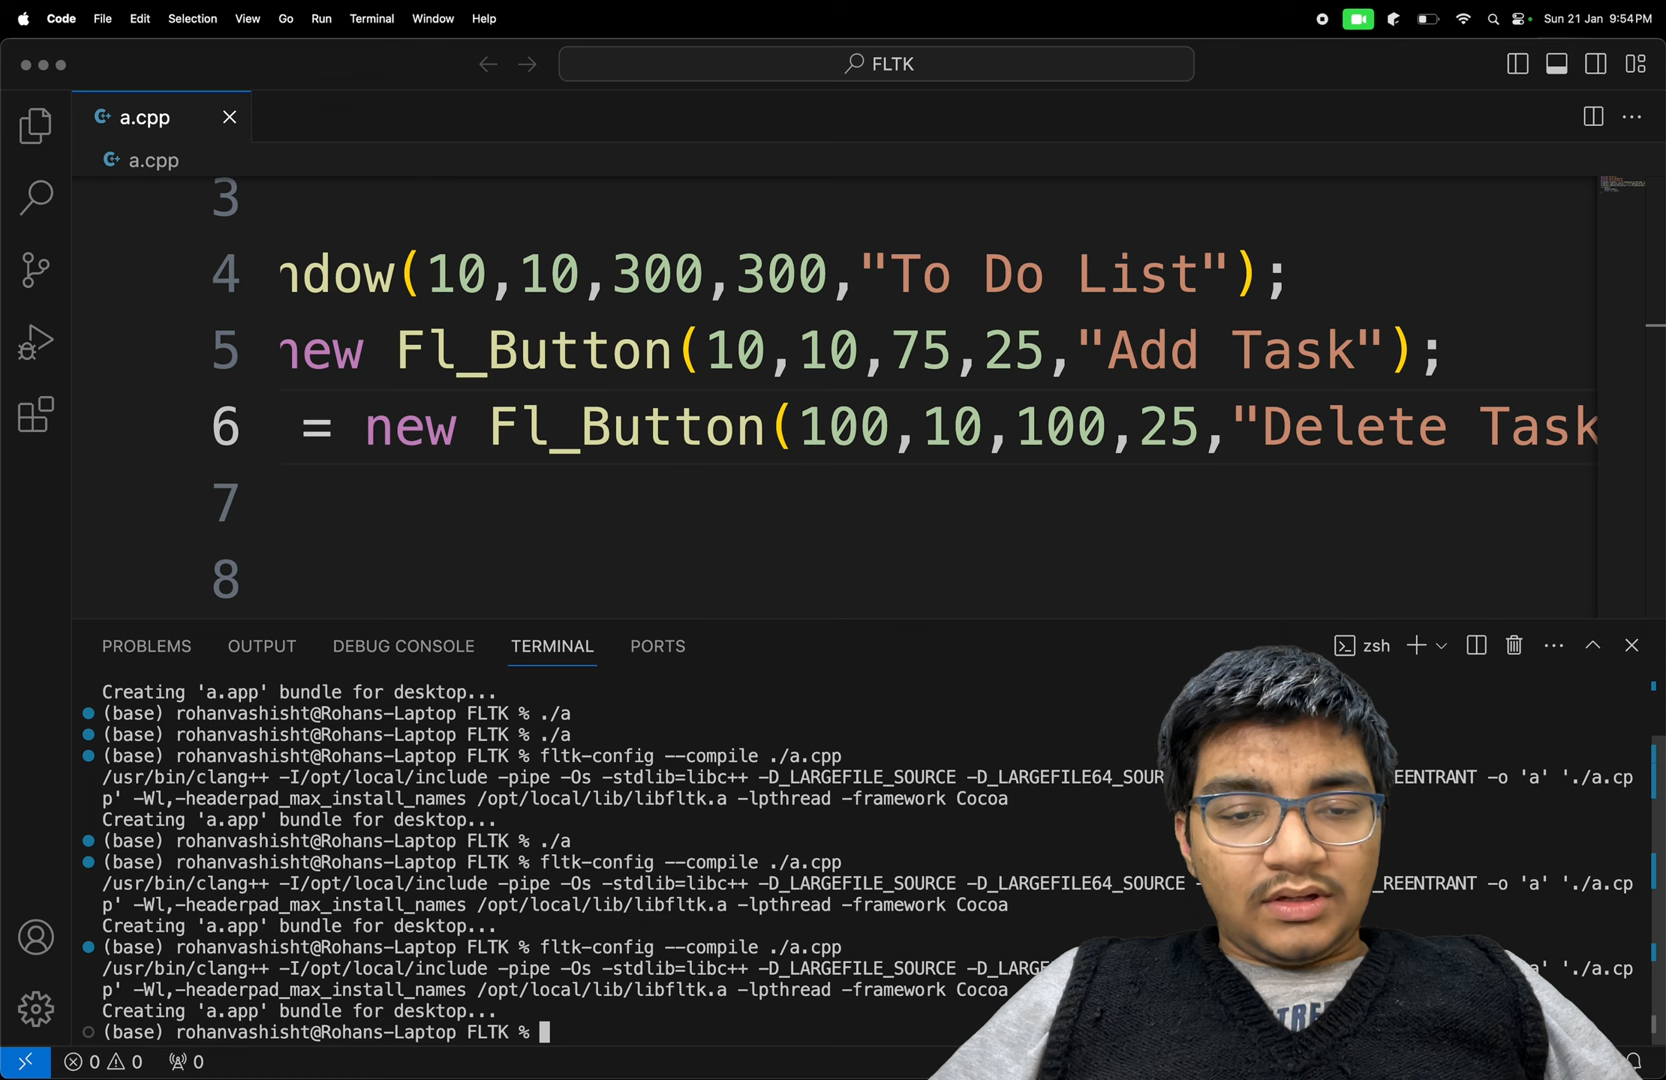 Code File Edit Selection View Go Run Terminal Window Help Sun 21 Jan 9:54PM
FLTK
a.cpp
a.cpp
3
4 ndow(10,10,300,300,"To Do List");
5 new Fl_Button(10,10,75,25,"Add Task");
6 = new Fl_Button(100,10,100,25,"Delete Task
7
8
PROBLEMS OUTPUT DEBUG CONSOLE TERMINAL PORTS zsh
Creating 'a.app' bundle for desktop...
(base) rohanvashisht@Rohans-Laptop FLTK % ./a
(base) rohanvashisht@Rohans-Laptop FLTK % ./a
(base) rohanvashisht@Rohans-Laptop FLTK % fltk-config --compile ./a.cpp
/usr/bin/clang++ -I/opt/local/include -pipe -Os -stdlib=libc++ -D_LARGEFILE_SOURCE -D_LARGEFILE64_SOUR REENTRANT -o 'a' './a.cp
p' -Wl,-headerpad_max_install_names /opt/local/lib/libfltk.a -lpthread -framework Cocoa
Creating 'a.app' bundle for desktop...
(base) rohanvashisht@Rohans-Laptop FLTK % ./a
(base) rohanvashisht@Rohans-Laptop FLTK % fltk-config --compile ./a.cpp
/usr/bin/clang++ -I/opt/local/include -pipe -Os -stdlib=libc++ -D_LARGEFILE_SOURCE -D_LARGEFILE64_SOURCE - _REENTRANT -o 'a' './a.cp
p' -Wl,-headerpad_max_install_names /opt/local/lib/libfltk.a -lpthread -framework Cocoa
Creating 'a.app' bundle for desktop...
(base) rohanvashisht@Rohans-Laptop FLTK % fltk-config --compile ./a.cpp
/usr/bin/clang++ -I/opt/local/include -pipe -Os -stdlib=libc++ -D_LARGEFILE_SOURCE -D_LARGE 'a' './a.cp
p' -Wl,-headerpad_max_install_names /opt/local/lib/libfltk.a -lpthread -framework Cocoa
Creating 'a.app' bundle for desktop...
(base) rohanvashisht@Rohans-Laptop FLTK %
0 0 0